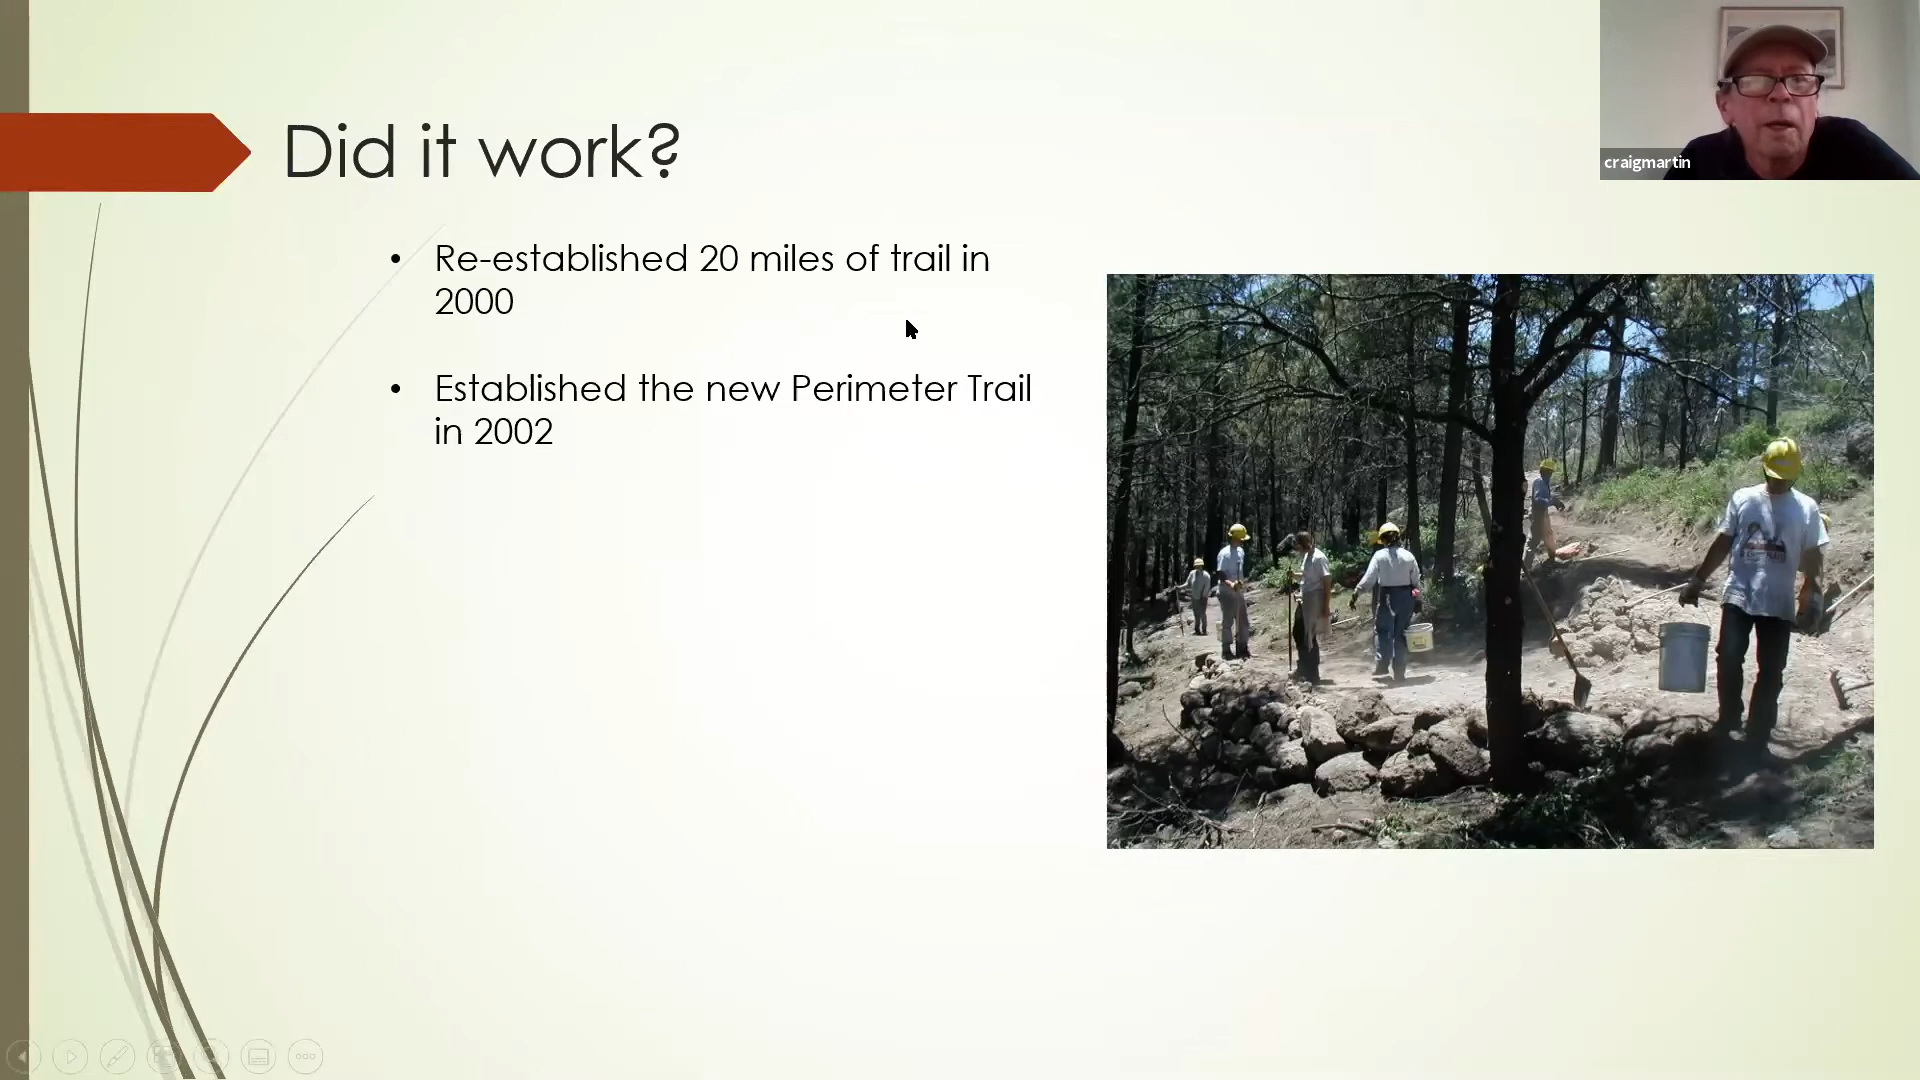 Did it work?
craigmartin
• Re-established 20 miles of trail in
2000
• Established the new Perimeter Trail
in 2002